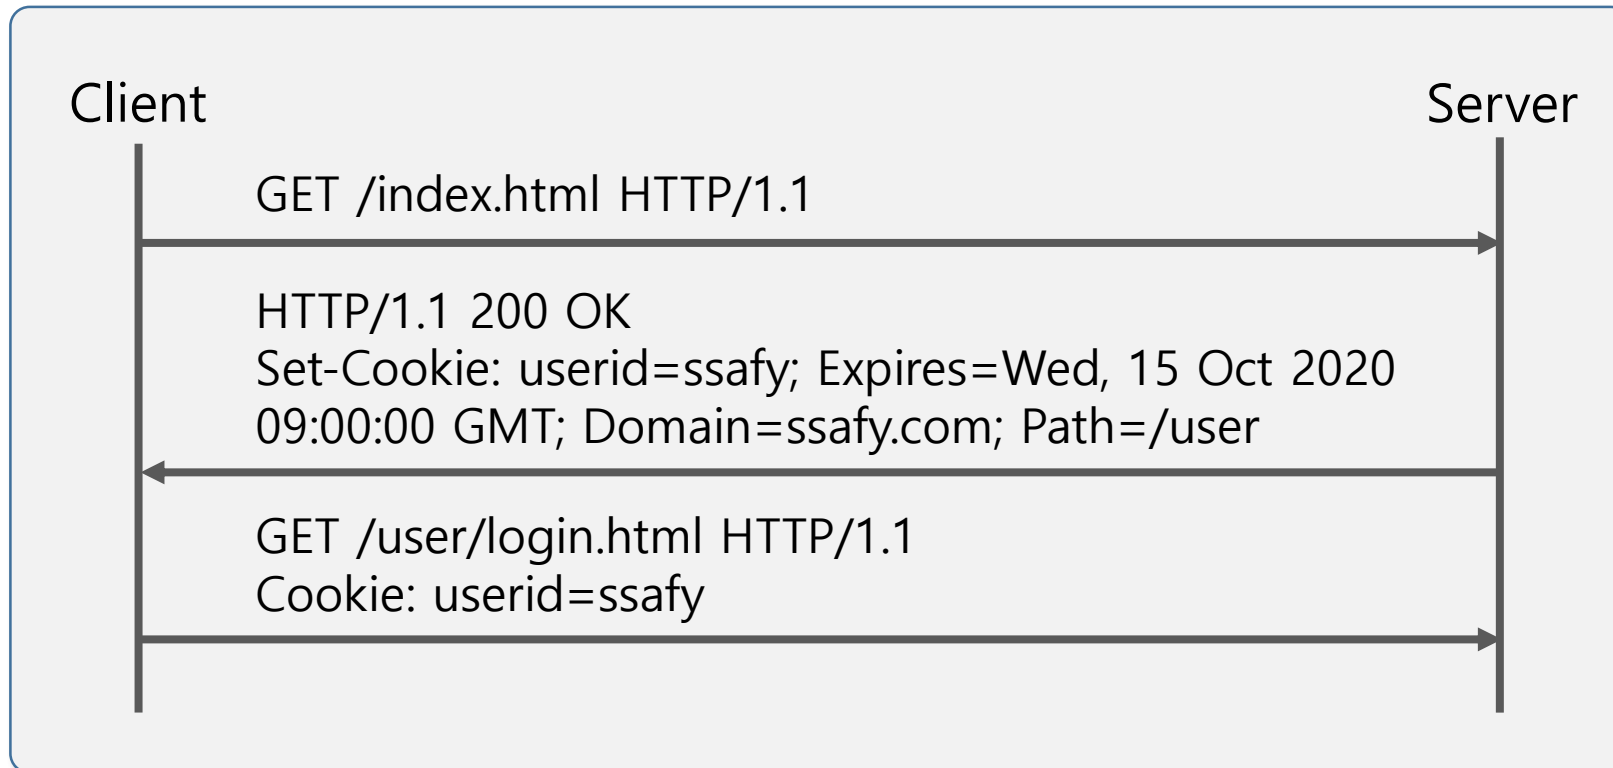 Client
Server
GET /index.html HTTP/1.1
HTTP/1.1 200 OK
Set-Cookie: userid=ssafy; Expires=Wed, 15 Oct 2020
09:00:00 GMT; Domain=ssafy.com; Path=/user
GET /user/login.html HTTP/1.1
Cookie: userid=ssafy